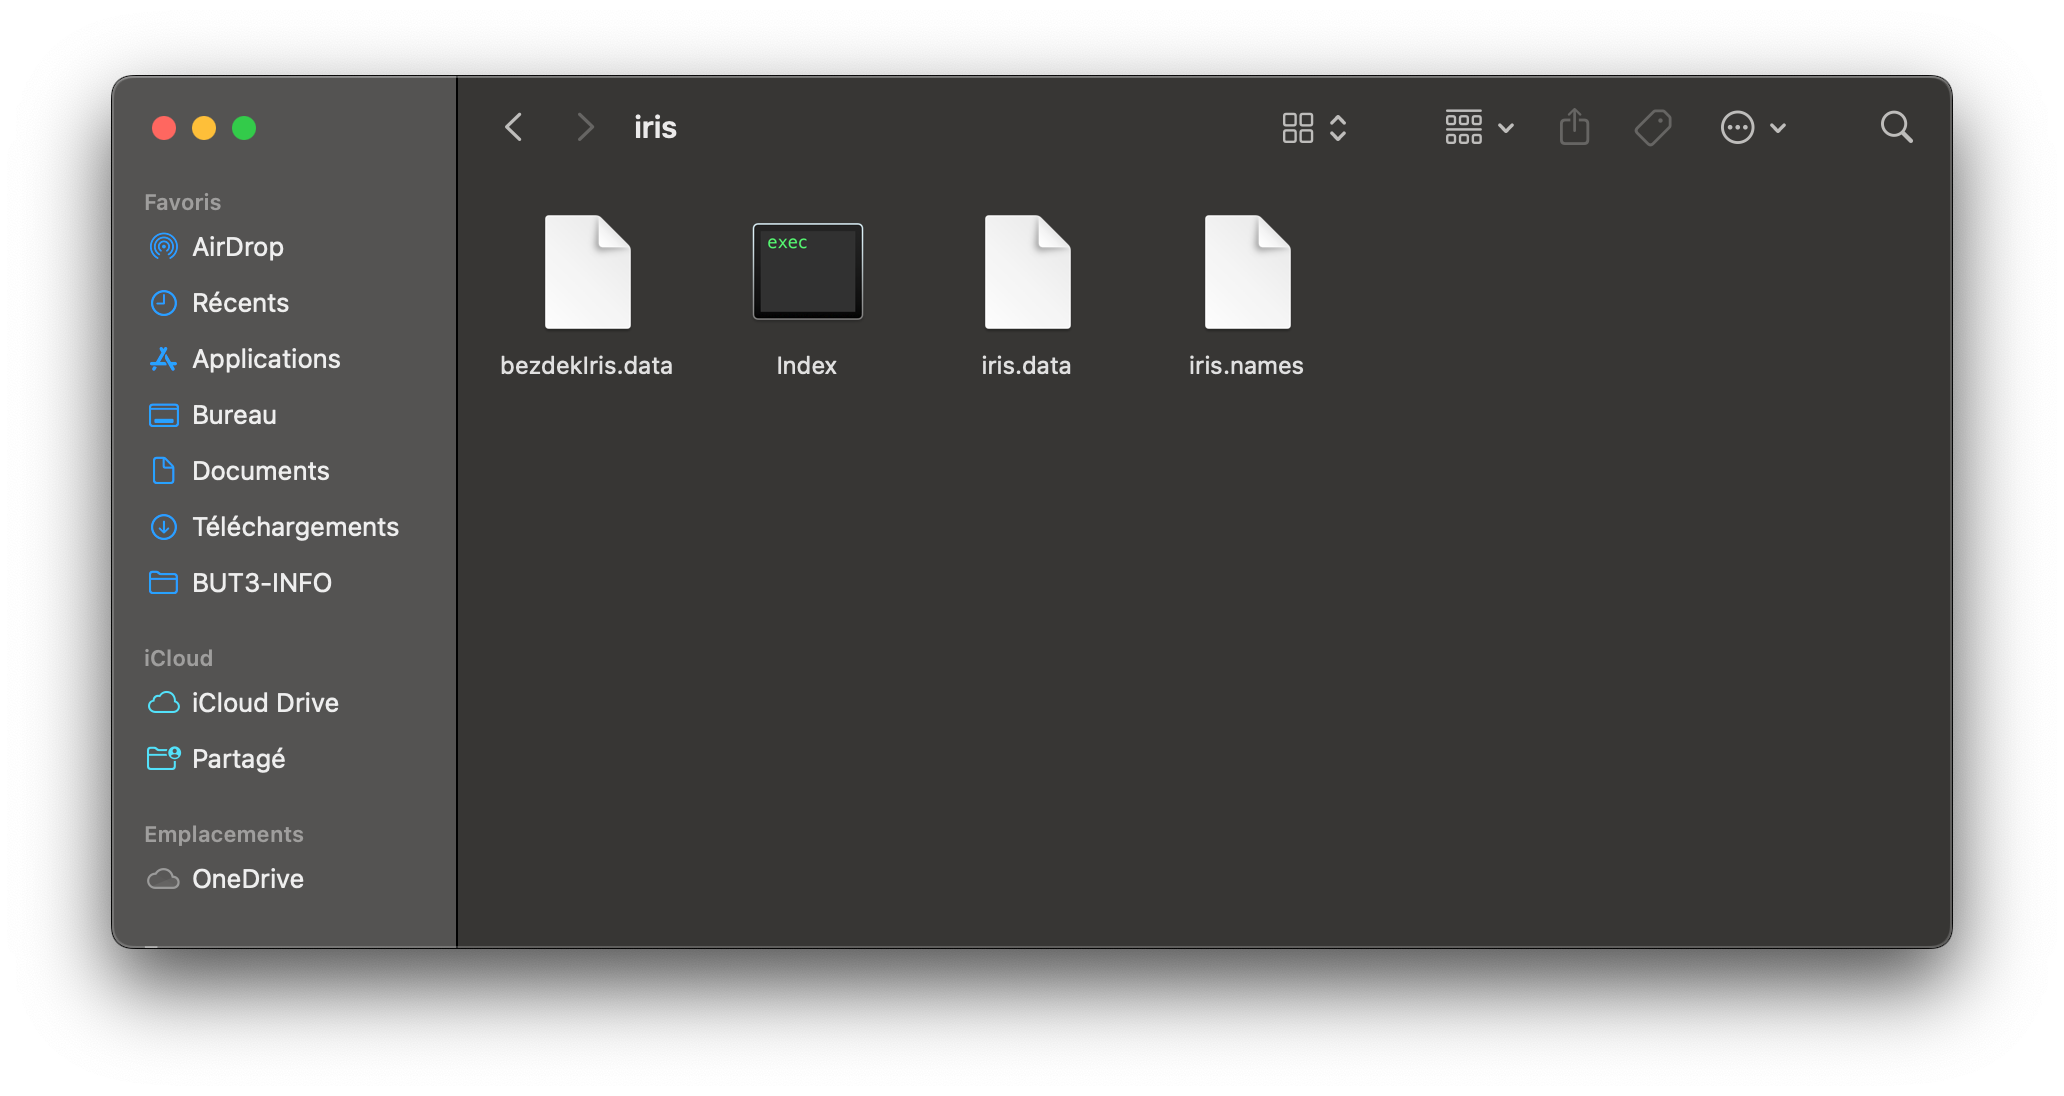 iris
Favoris
AirDrop
Récents
Applications
Bureau
Documents
Téléchargements
BUT3-INFO
iCloud
iCloud Drive
Partagé
Emplacements
OneDrive
exec
bezdekIris.data
Index
iris.data
iris.names